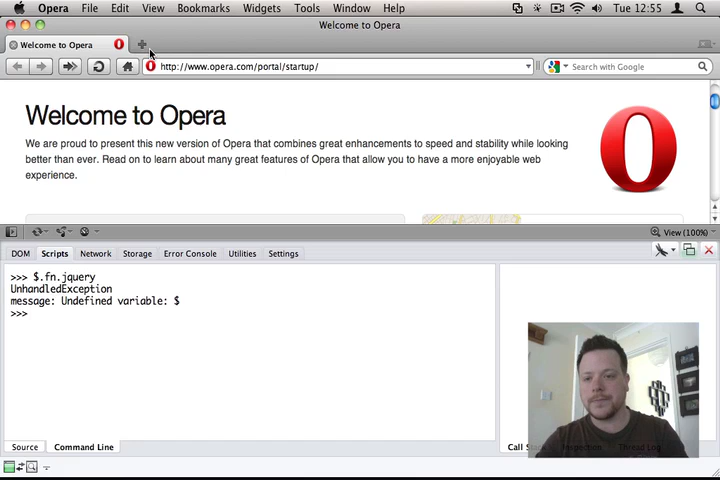 Opera File Edit View Bookmarks Widgets Tools Window Help Tue 12:55
Welcome to Opera
Welcome to Opera
http://www.opera.com/portal/startup/ Search with Google
Welcome to Opera
We are proud to present this new version of Opera that combines great enhancements to speed and stability while looking
better than ever. Read on to learn about many great features of Opera that allow you to have a more enjoyable web
experience.
View (100%)
DOM Scripts Network Storage Error Console Utilities Settings
>>> $.fn.jquery
UnhandledException
message: Undefined variable: $
>>>
Source Command Line Call Thread Log